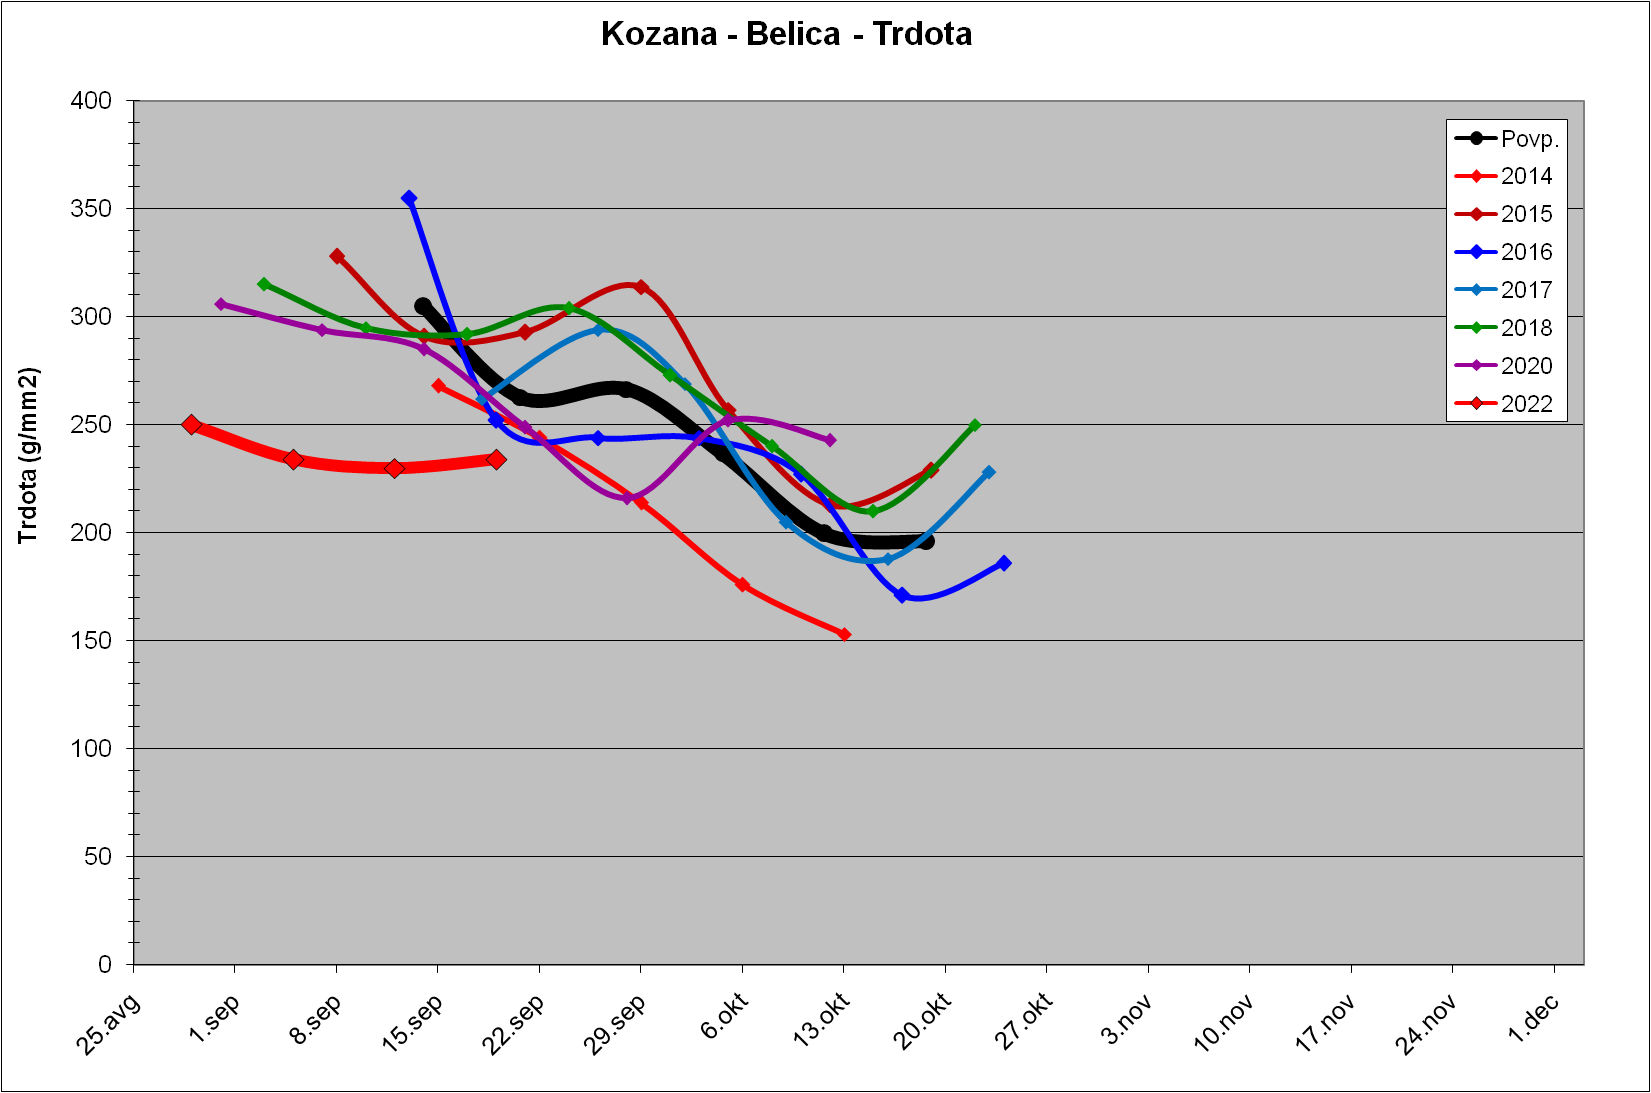 Kozana - Belica - Trdota
Trdota (g/mm2)
400
350
300
250
200
150
100
50
0
Povp.
2014
2015
2016
2017
2018
2020
2022
25.avg
1.sep
8.sep
15.sep
22.sep
29.sep
6.okt
13.okt
20.okt
27.okt
3.nov
10.nov
17.nov
24.nov
1.dec